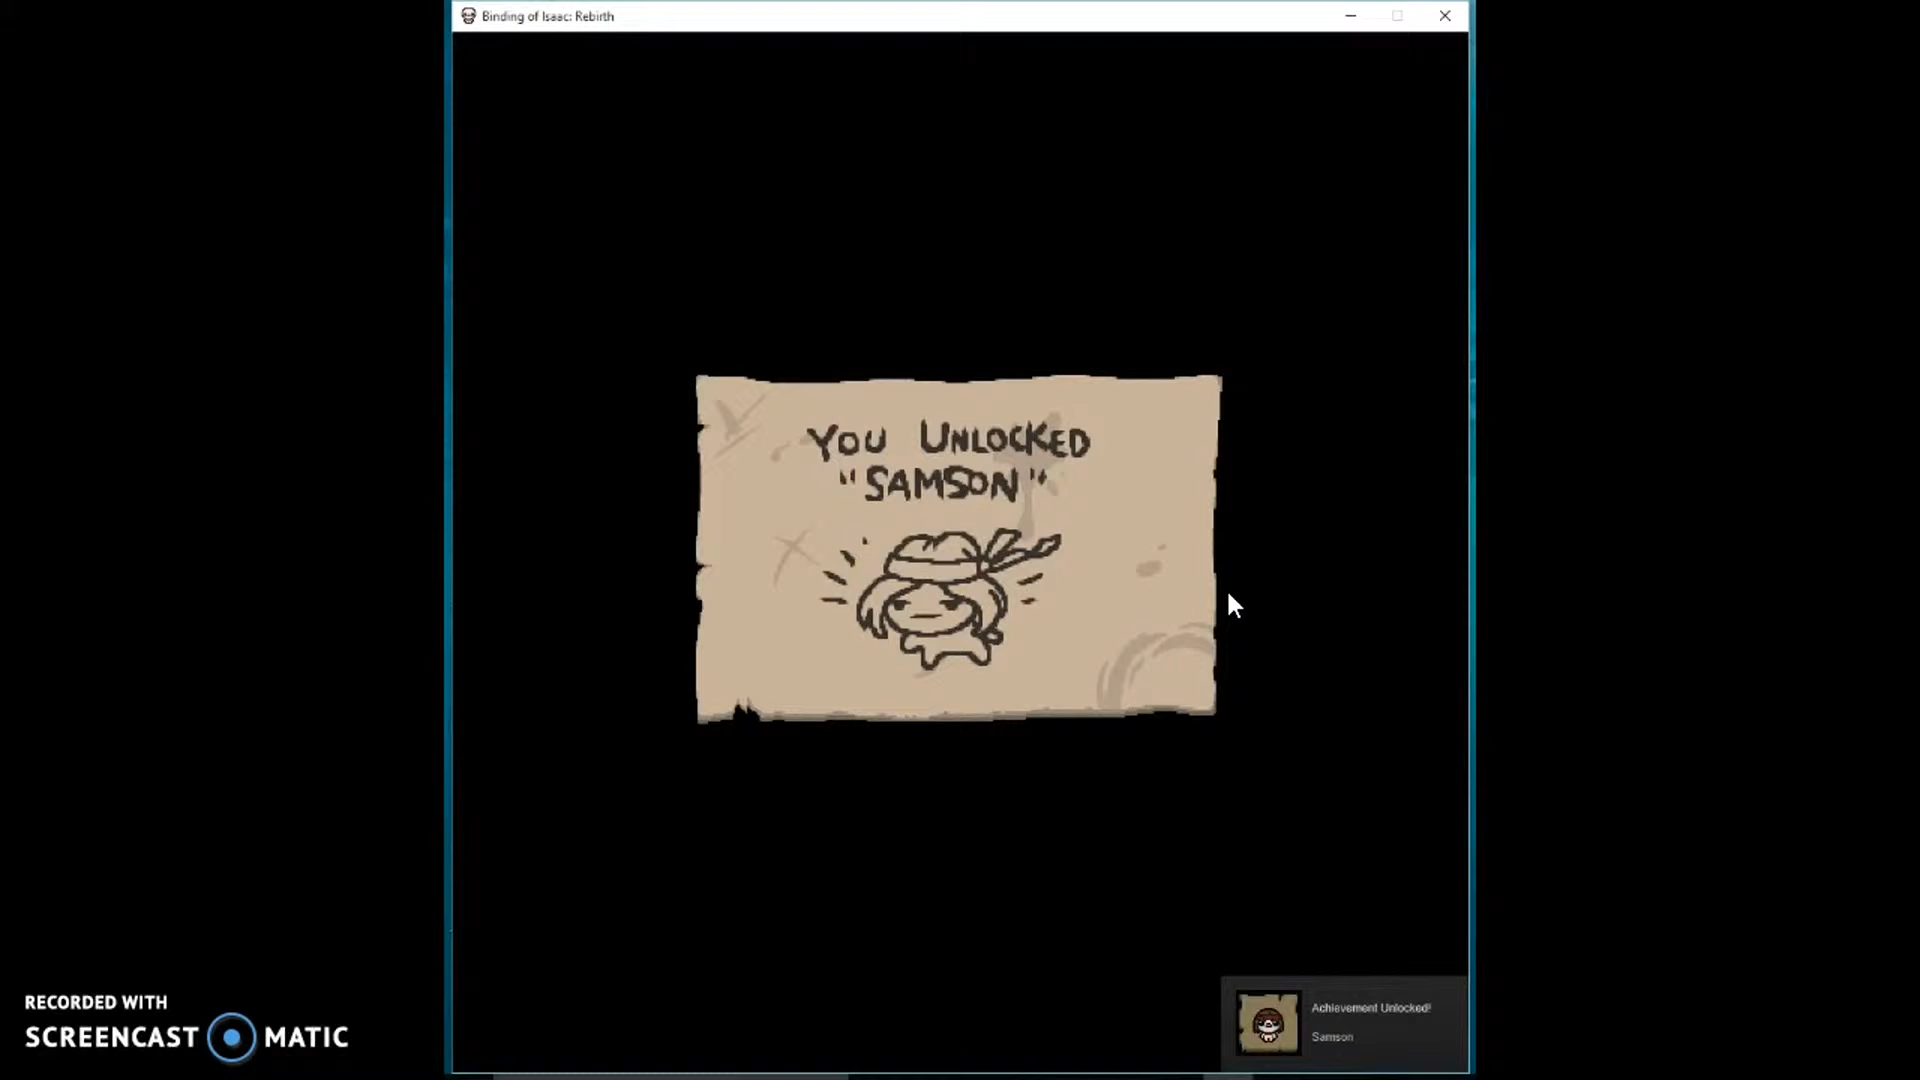 Binding of Isaac: Rebirth
YOU UNLOCKED
"SAMSON"
Achievement Unlocked!
Samson
RECORDED WITH
SCREENCAST MATIC